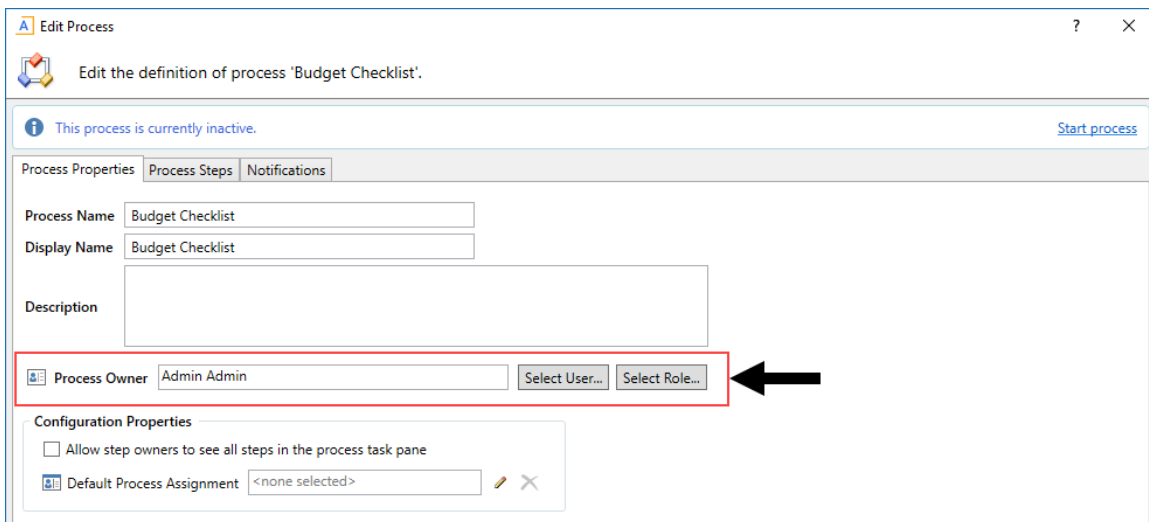 A Edit Process ?
Edit the definition of process 'Budget Checklist'.
This process is currently inactive. Start process
Process Properties Process Steps Notifications
Process Name Budget Checklist
Display Name Budget Checklist
Description
Process Owner Admin Admin Select User... Select Role...
Configuration Properties
Allow step owners to see all steps in the process task pane
Default Process Assignment <none selected>